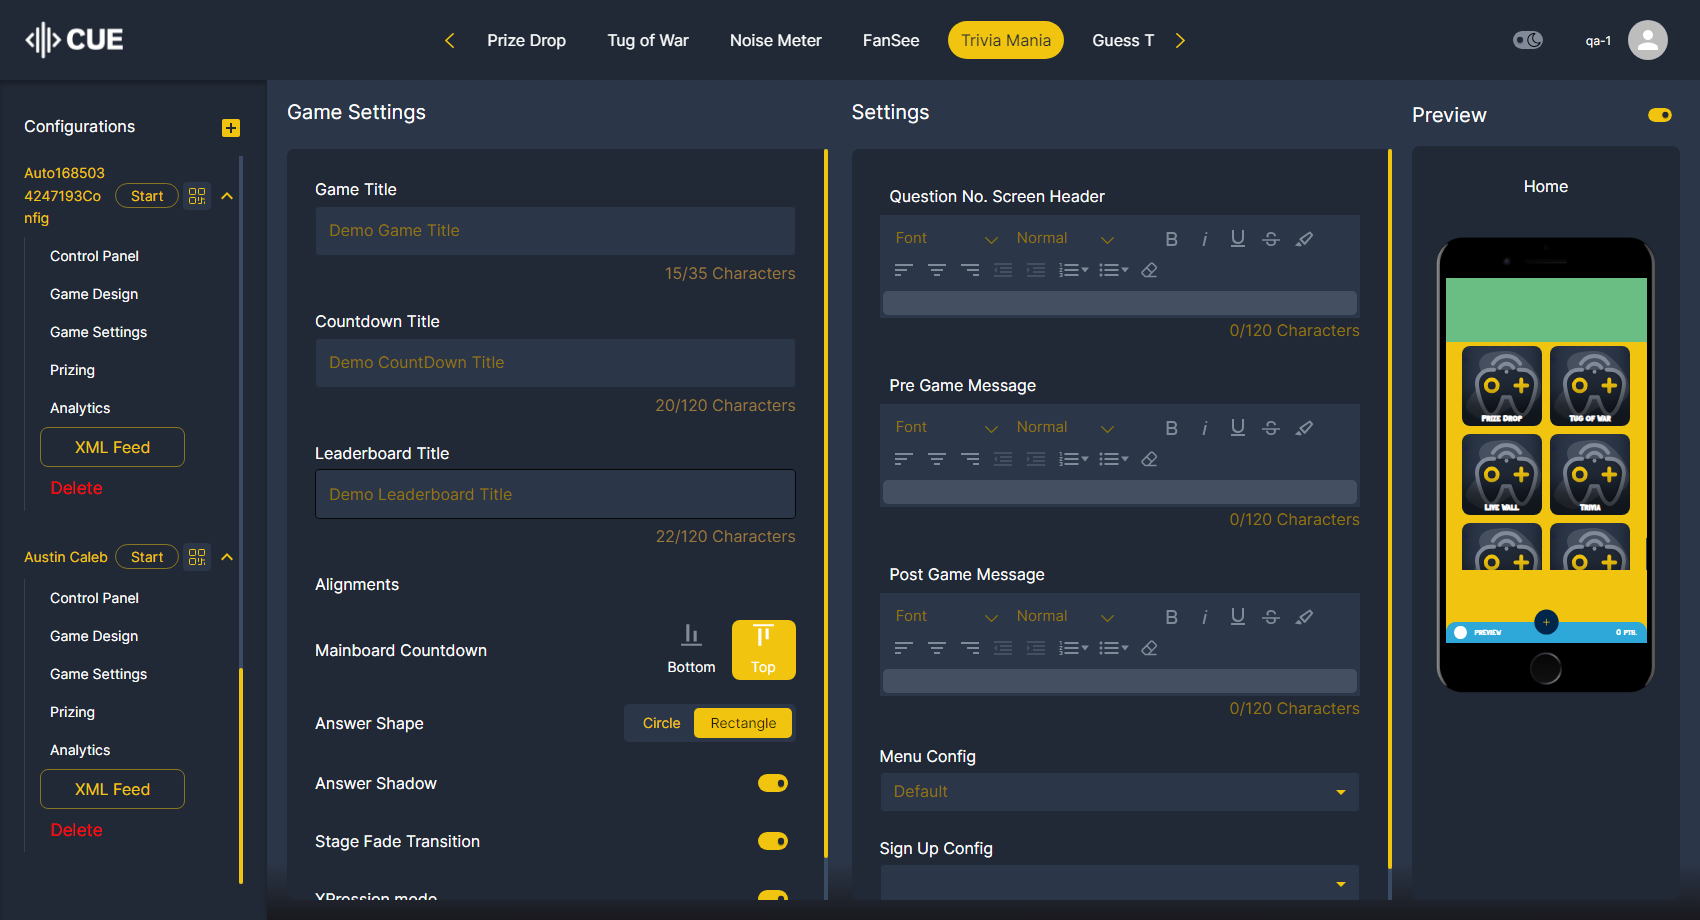 CUE
Prize Drop
Tug of War
Noise Meter
FanSee
Trivia Mania
Guess T
qa-1
Configurations
Auto168503
4247193Co
nfig
Start
Control Panel
Game Design
Game Settings
Prizing
Analytics
XML Feed
Delete
Austin Caleb
Start
Control Panel
Game Design
Game Settings
Prizing
Analytics
XML Feed
Delete
Game Settings
Game Title
Demo Game Title
15/35 Characters
Countdown Title
Demo CountDown Title
20/120 Characters
Leaderboard Title
Demo Leaderboard Title
22/120 Characters
Alignments
Mainboard Countdown
Bottom
Top
Answer Shape
Circle
Rectangle
Answer Shadow
Stage Fade Transition
XPression mode
Settings
Question No. Screen Header
Font
Normal
0/120 Characters
Pre Game Message
Font
Normal
0/120 Characters
Post Game Message
Font
Normal
0/120 Characters
Menu Config
Default
Sign Up Config
Preview
Home
PRIZE DROP
TUG OF WAR
LIVE WALL
TRIVIA
PREVIEW
0 PTS.